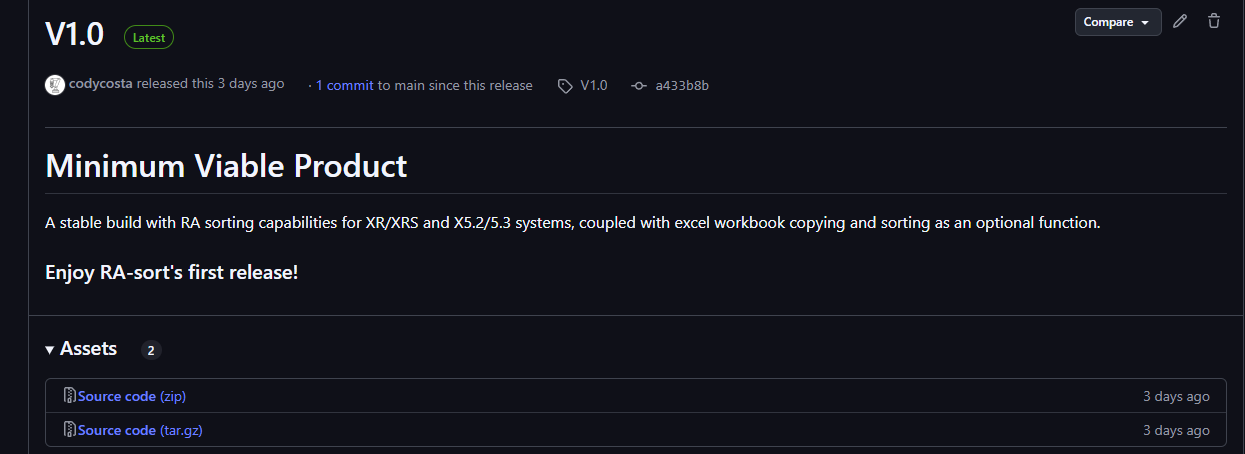 V1.0 Latest Compare
codycosta released this 3 days ago · 1 commit to main since this release V1.0 a433b8b
Minimum Viable Product
A stable build with RA sorting capabilities for XR/XRS and X5.2/5.3 systems, coupled with excel workbook copying and sorting as an optional function.
Enjoy RA-sort's first release!
Assets 2
Source code (zip) 3 days ago
Source code (tar.gz) 3 days ago